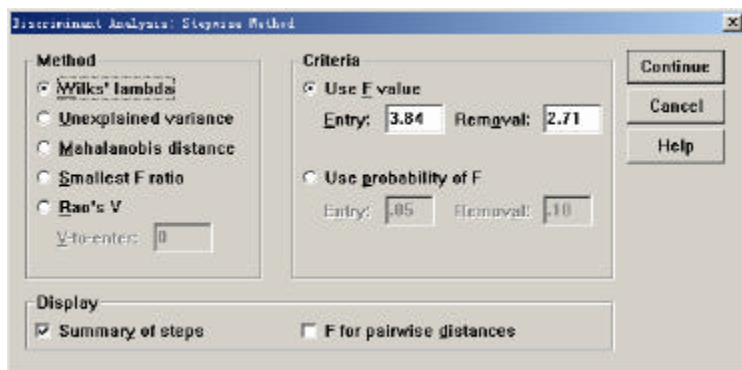 Discriminant Analysis: Stepwise Method
Method
Wilks' lambda
Unexplained variance
Mahalanobis distance
Smallest F ratio
Rao's V
V-to-enter: 0
Criteria
Use F value
Entry: 3.84 Removal: 2.71
Use probability of F
Entry: .05 Removal: .10
Continue
Cancel
Help
Display
Summary of steps
F for pairwise distances